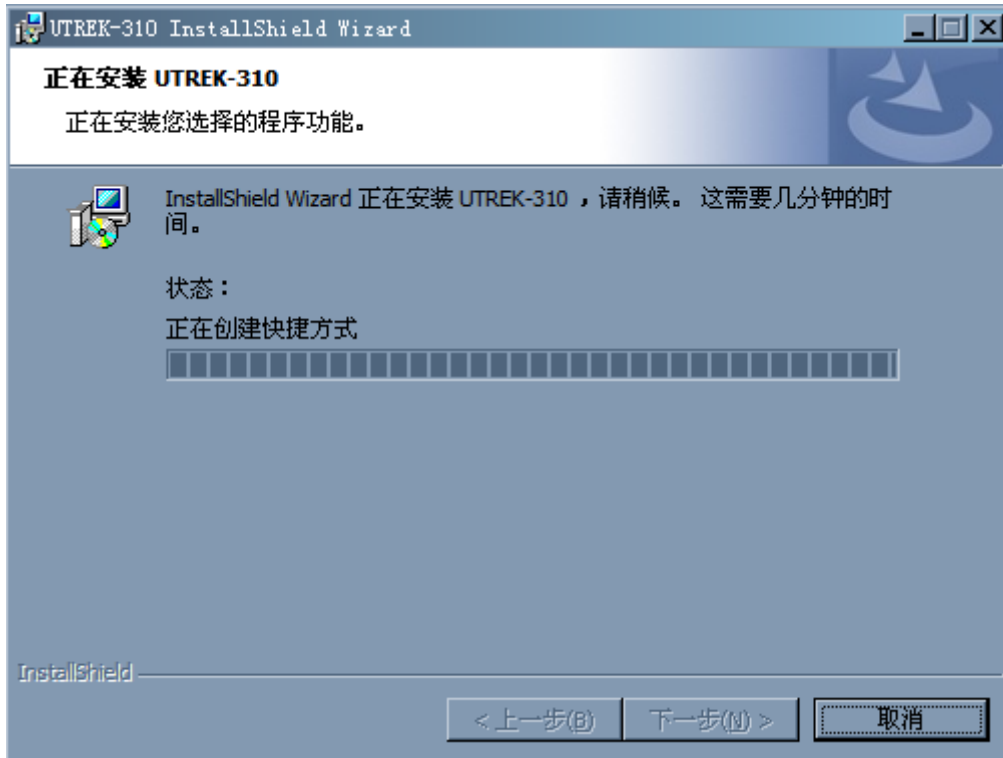 UTREK-310 InstallShield Wizard
正在安装 UTREK-310
正在安装您选择的程序功能。
InstallShield Wizard 正在安装 UTREK-310 ，请稍候。 这需要几分钟的时
间。
状态：
正在创建快捷方式
InstallShield
< 上一步(B)
下一步(N) >
取消